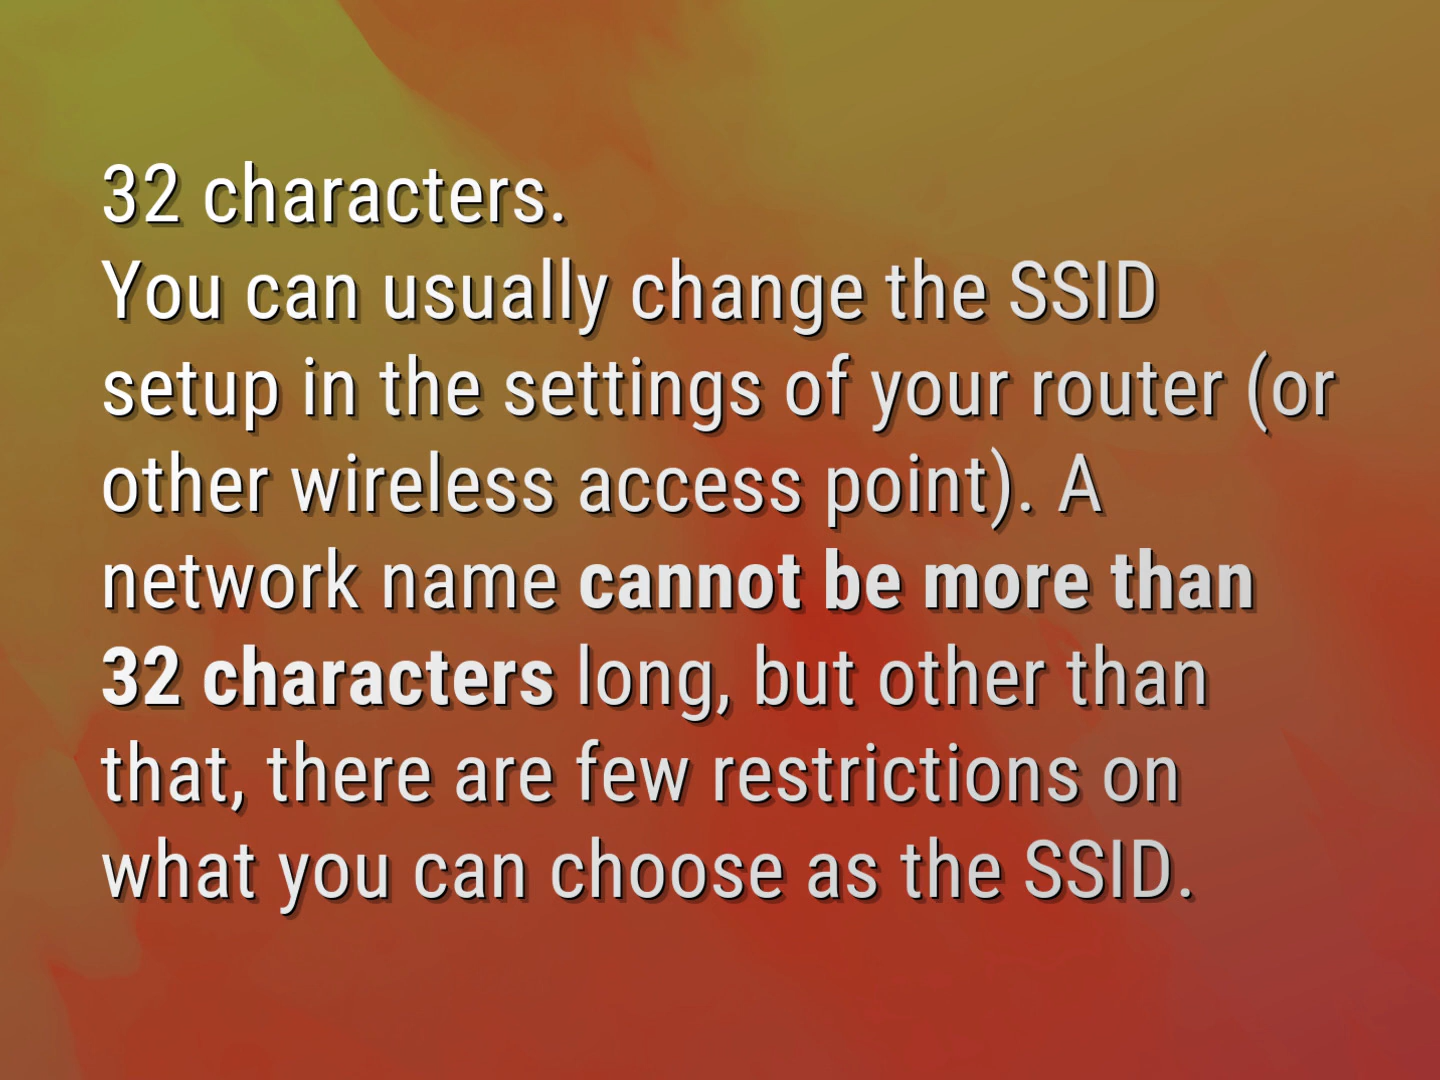 32 characters.
You can usually change the SSID
setup in the settings of your router (or
other wireless access point). A
network name cannot be more than
32 characters long, but other than
that, there are few restrictions on
what you can choose as the SSID.